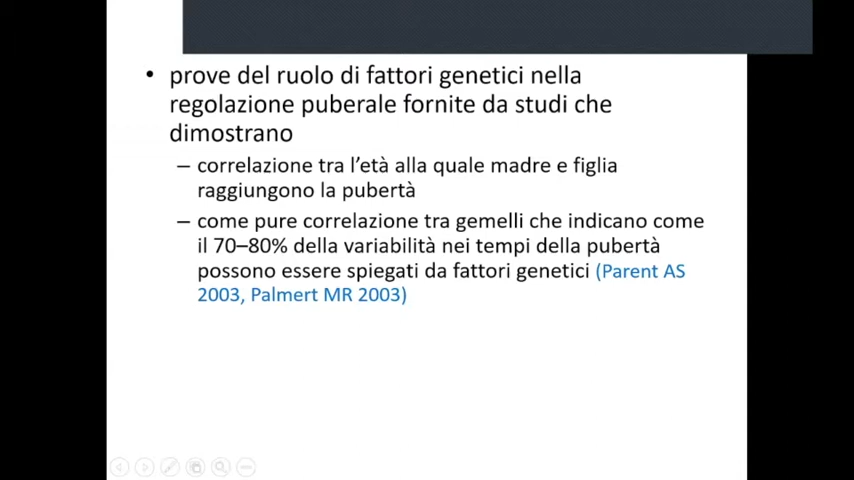 • prove del ruolo di fattori genetici nella
regolazione puberale fornite da studi che
dimostrano
– correlazione tra l'età alla quale madre e figlia
raggiungono la pubertà
– come pure correlazione tra gemelli che indicano come
il 70–80% della variabilità nei tempi della pubertà
possono essere spiegati da fattori genetici (Parent AS
2003, Palmert MR 2003)